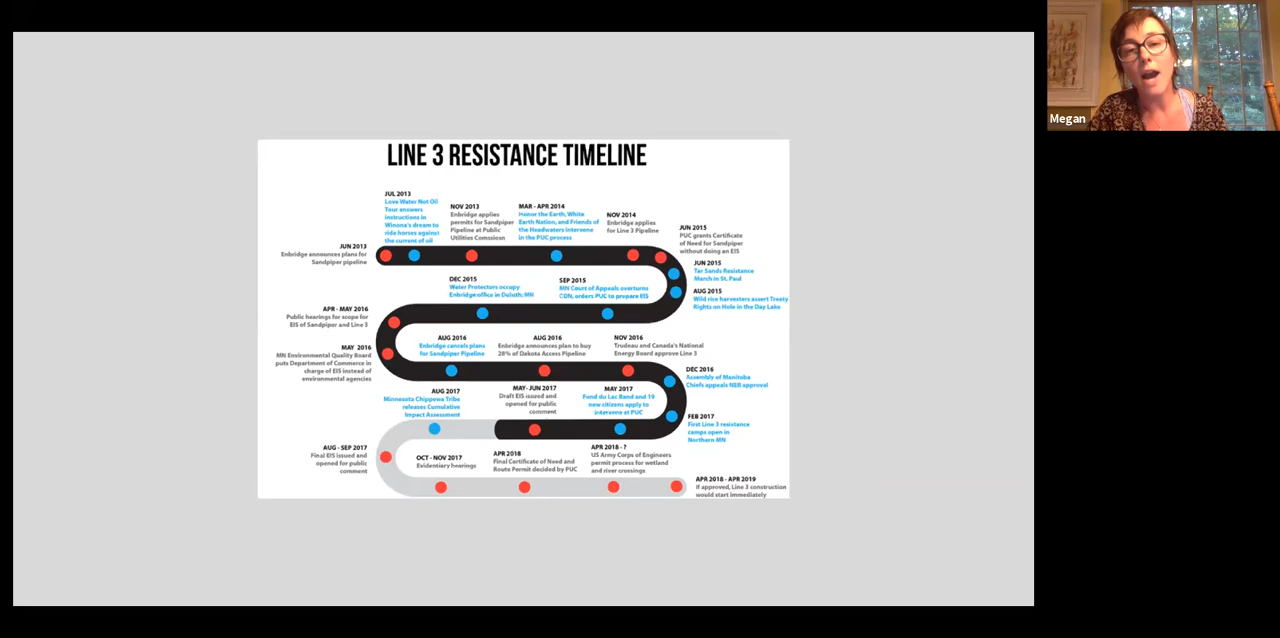 LINE 3 RESISTANCE TIMELINE
JUL 2013
Love Water Not Oil
Tour answers
instructions in
Winona's dream to
ride horses against
the current of oil
NOV 2013
Enbridge applies
permits for Sandpiper
Pipeline at Public
Utilities Comssioon
MAR - APR 2014
Honor the Earth, White
Earth Nation, and Friends of
the Headwaters intervene
in the PUC process
NOV 2014
Enbridge applies
for Line 3 Pipeline
JUN 2015
PUC grants Certificate
of Need for Sandpiper
without doing an EIS
JUN 2013
Enbridge announces plans for
Sandpiper pipeline
JUN 2015
Tar Sands Resistance
March in St. Paul
AUG 2015
Wild rice harvesters assert Treaty
Rights on Hole in the Day Lake
DEC 2015
Water Protectors occupy
Enbridge office in Duluth, MN
SEP 2015
MN Court of Appeals overturns
CON, orders PUC to prepare EIS
APR - MAY 2016
Public hearings for scope for
EIS of Sandpiper and Line 3
MAY 2016
MN Environmental Quality Board
puts Department of Commerce in
charge of EIS instead of
environmental agencies
AUG 2016
Enbridge cancels plans
for Sandpiper Pipeline
AUG 2016
Enbridge announces plan to buy
28% of Dakota Access Pipeline
NOV 2016
Trudeau and Canada's National
Energy Board approve Line 3
DEC 2016
Assembly of Manitoba
Chiefs appeals NEB approval
AUG 2017
Minnesota Chippewa Tribe
releases Cumulative
Impact Assessment
MAY- JUN 2017
Draft EIS issued and
opened for public
comment
MAY 2017
Fond du Lac Band and 19
new citizens apply to
intervene at PUC
FEB 2017
First Line 3 resistance
camps open in
Northern MN
AUG - SEP 2017
Final EIS issued and
opened for public
comment
OCT - NOV 2017
Evidentiary hearings
APR 2018
Final Certificate of Need and
Route Permit decided by PUC
APR 2018 - ?
US Army Corps of Engineers
permit process for wetland
and river crossings
APR 2018 - APR 2019
If approved, Line 3 construction
would start immediately
Megan